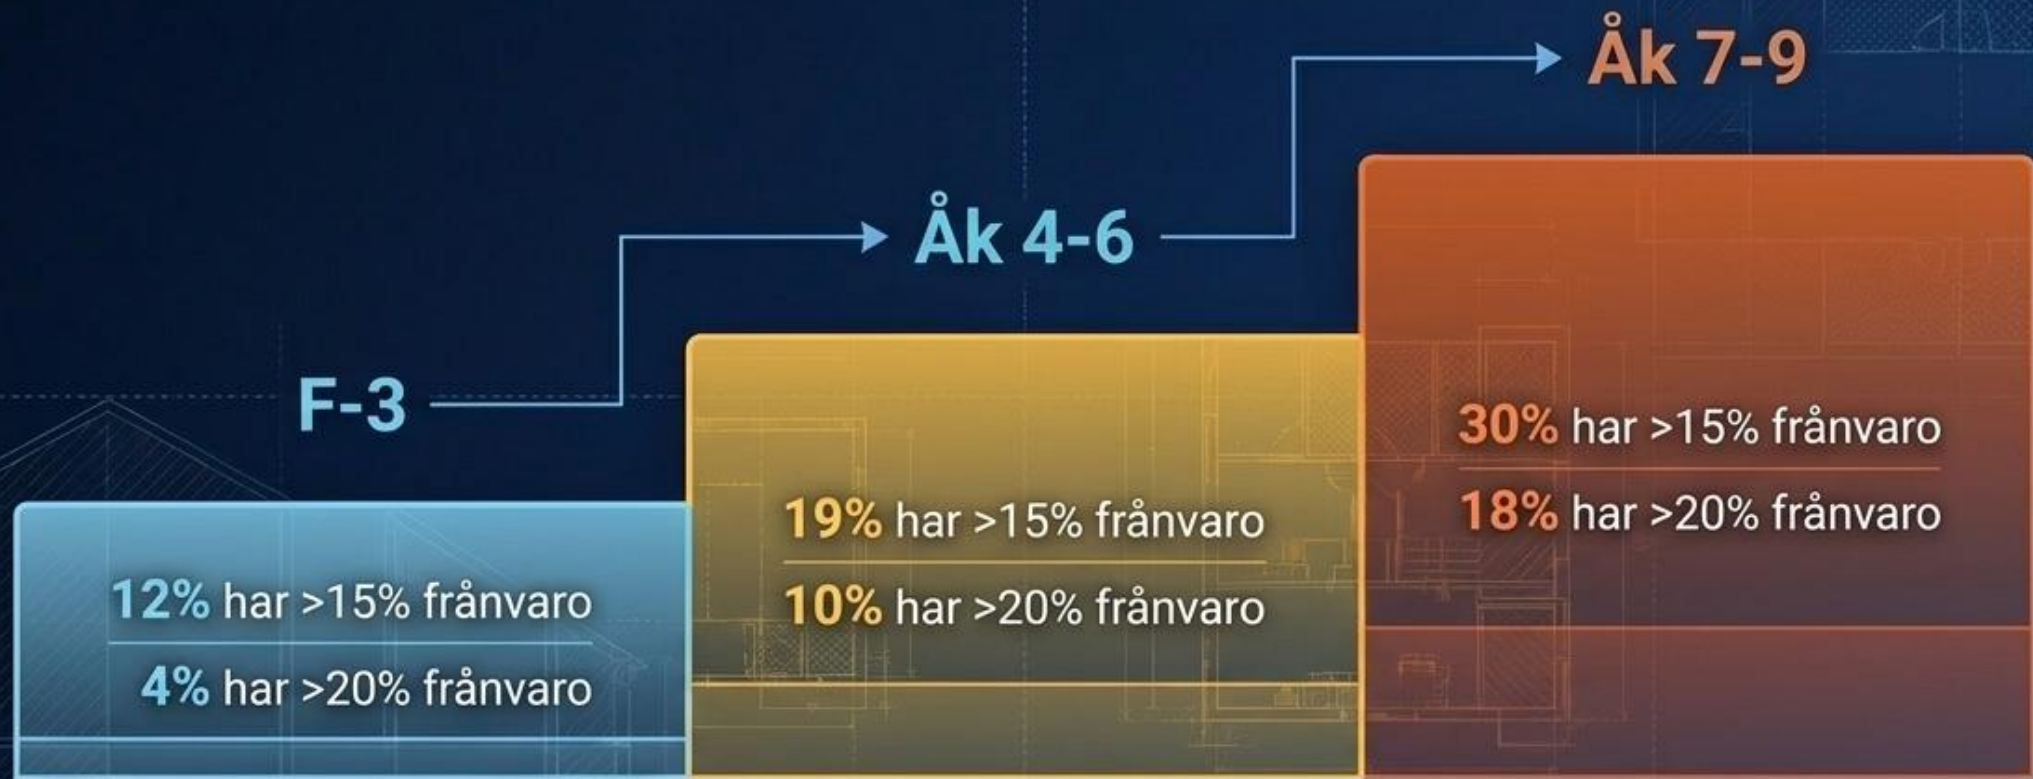 F-3
12% har >15% frånvaro
4% har >20% frånvaro
Åk 4-6
19% har >15% frånvaro
10% har >20% frånvaro
Åk 7-9
30% har >15% frånvaro
18% har >20% frånvaro